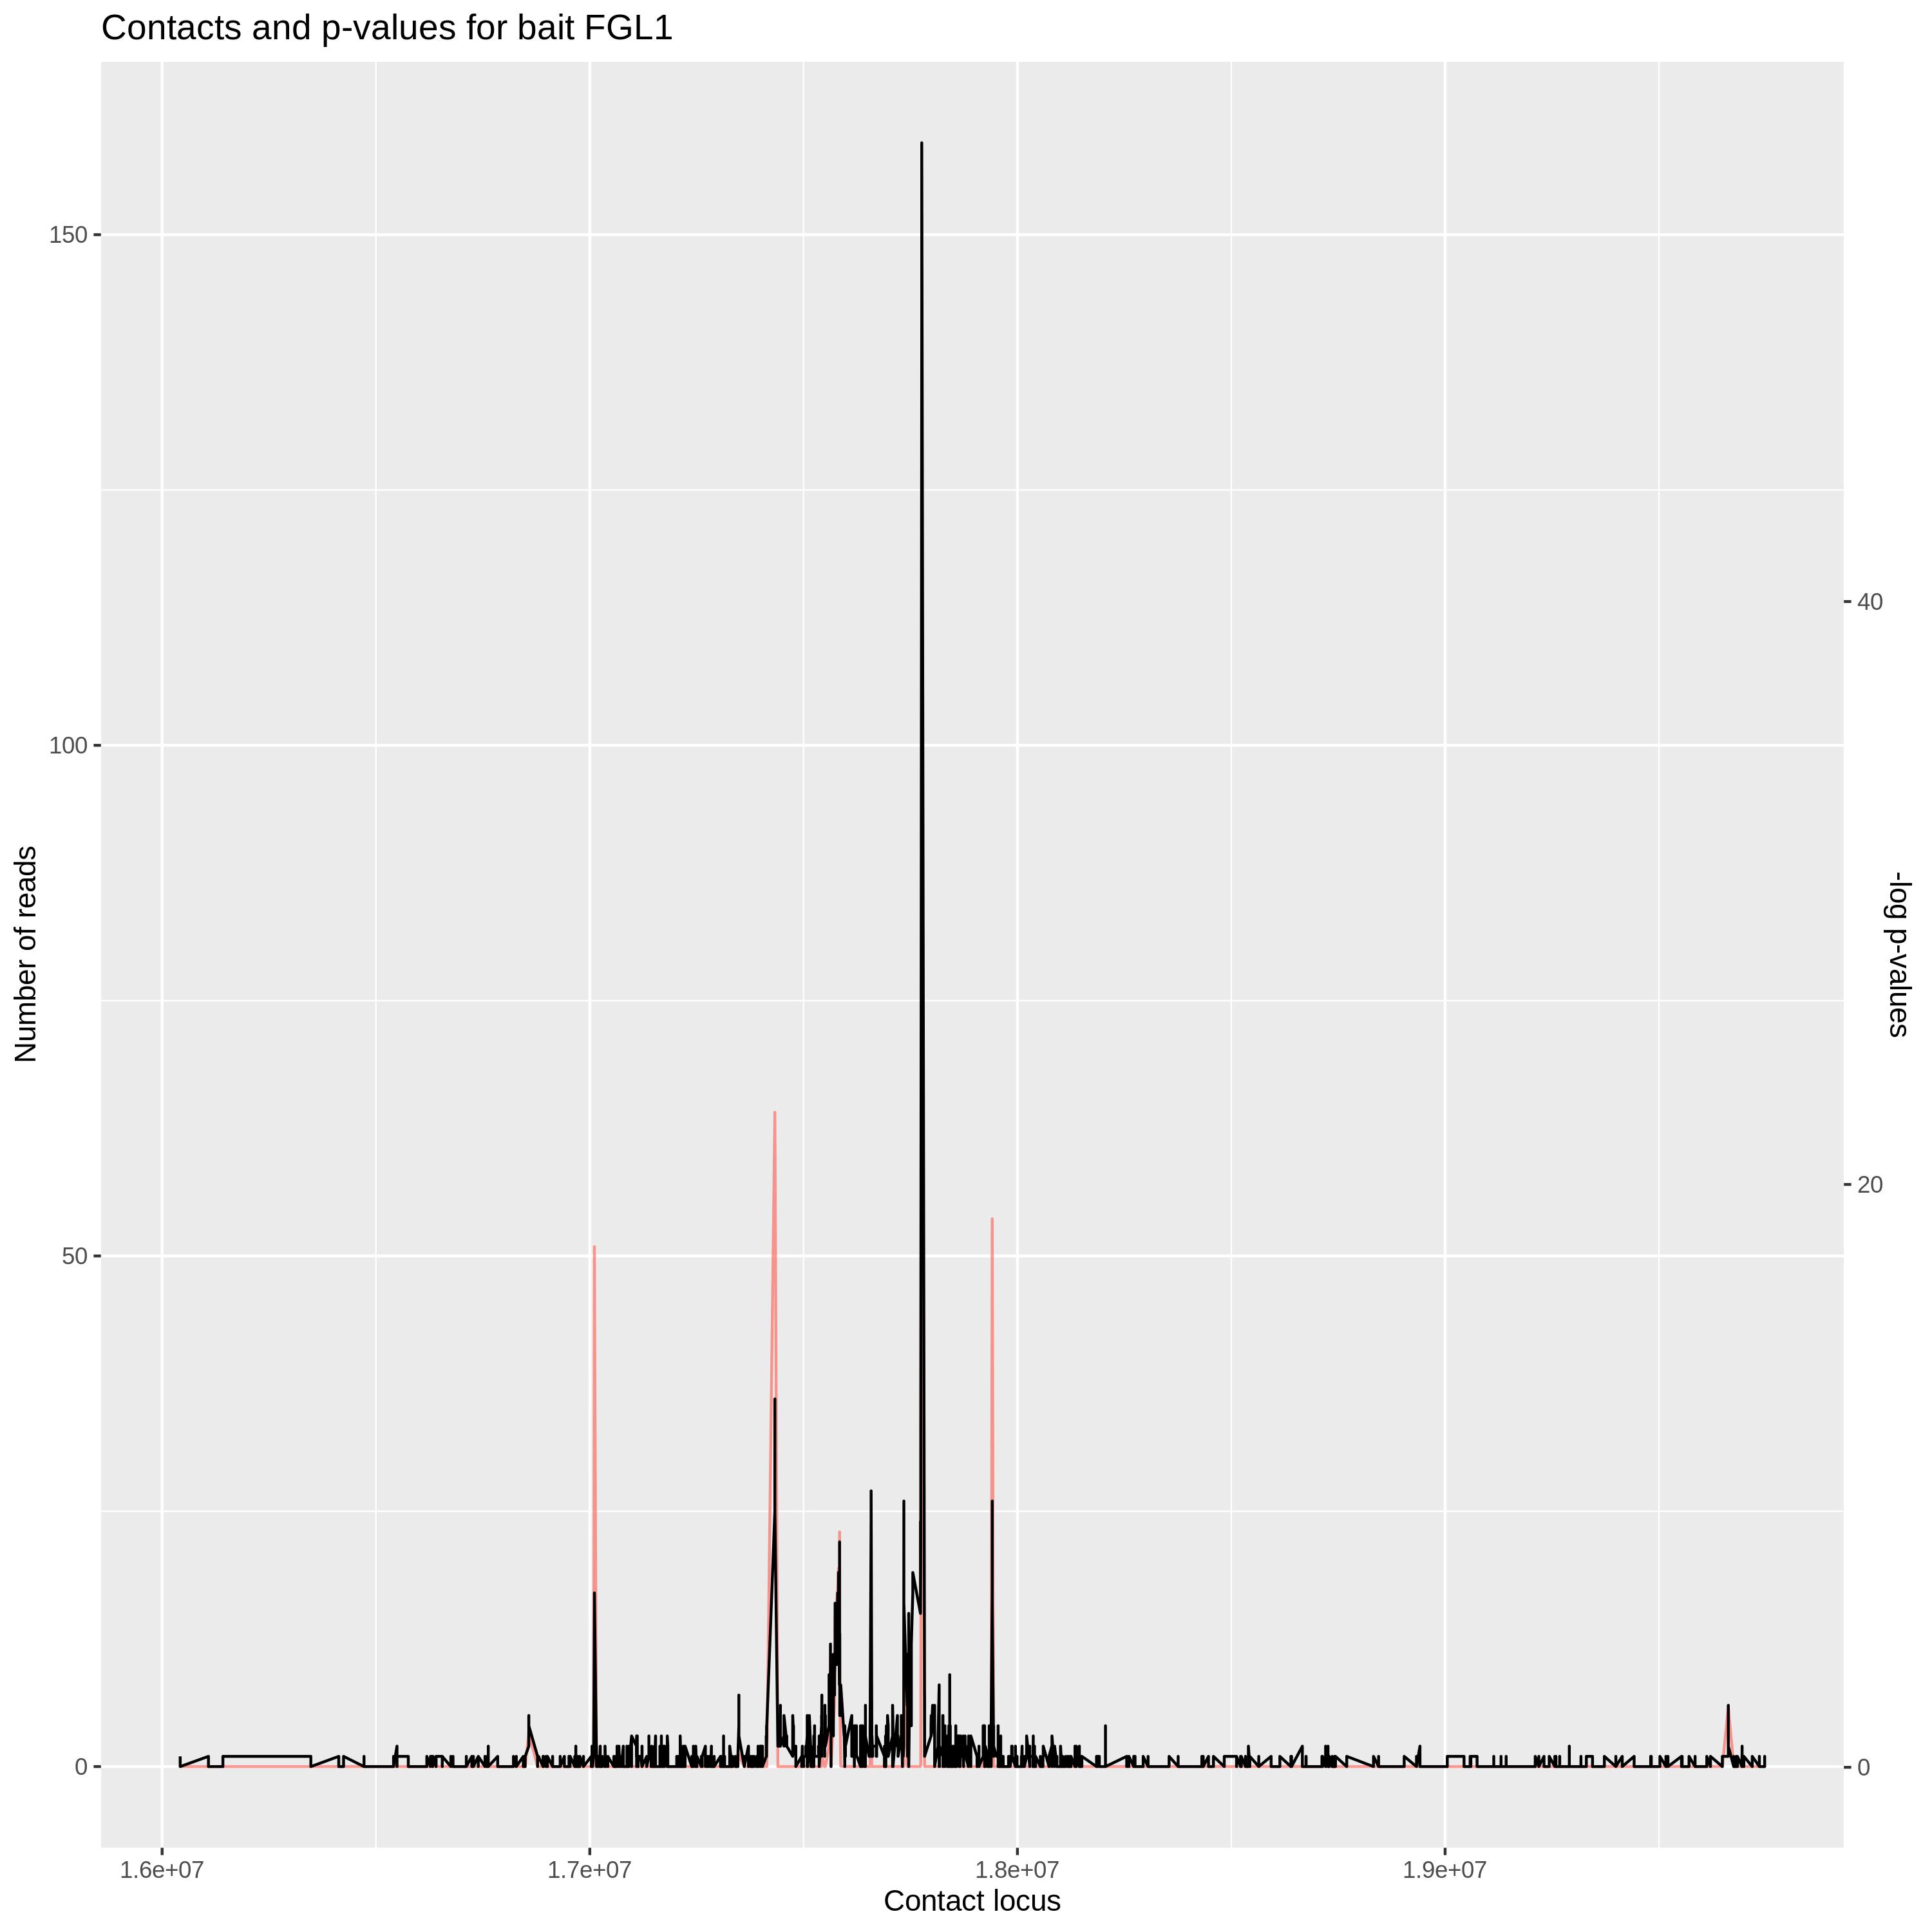 Contacts and p-values for bait FGL1
Number of reads
150
100
50
0
40
20
0
-log p-values
1.6e+07
1.7e+07
1.8e+07
1.9e+07
Contact locus